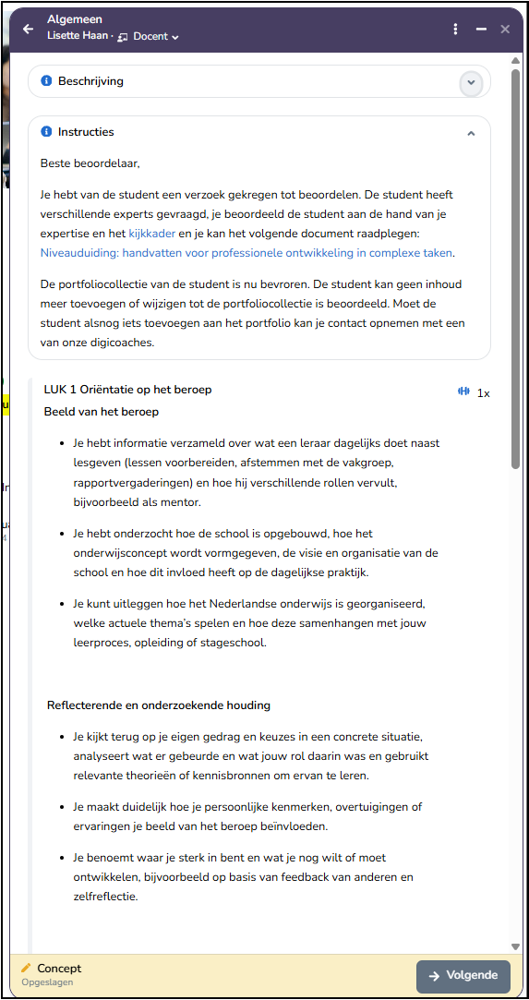 Algemeen
Lisette Haan · Docent
Beschrijving
Instructies
Beste beoordelaar,
Je hebt van de student een verzoek gekregen tot beoordelen. De student heeft
verschillende experts gevraagd, je beoordeeld de student aan de hand van je
expertise en het kijkkader en je kan het volgende document raadplegen:
Niveauduiding: handvatten voor professionele ontwikkeling in complexe taken.
De portfoliocollectie van de student is nu bevroren. De student kan geen inhoud
meer toevoegen of wijzigen tot de portfoliocollectie is beoordeeld. Moet de
student alsnog iets toevoegen aan het portfolio kan je contact opnemen met een
van onze digicoaches.
LUK 1 Oriëntatie op het beroep
1x
Beeld van het beroep
• Je hebt informatie verzameld over wat een leraar dagelijks doet naast
lesgeven (lessen voorbereiden, afstemmen met de vakgroep,
rapportvergaderingen) en hoe hij verschillende rollen vervult,
bijvoorbeeld als mentor.
• Je hebt onderzocht hoe de school is opgebouwd, hoe het
onderwijsconcept wordt vormgegeven, de visie en organisatie van de
school en hoe dit invloed heeft op de dagelijkse praktijk.
• Je kunt uitleggen hoe het Nederlandse onderwijs is georganiseerd,
welke actuele thema's spelen en hoe deze samenhangen met jouw
leerproces, opleiding of stageschool.
Reflecterende en onderzoekende houding
• Je kijkt terug op je eigen gedrag en keuzes in een concrete situatie,
analyseert wat er gebeurde en wat jouw rol daarin was en gebruikt
relevante theorieën of kennisbronnen om ervan te leren.
• Je maakt duidelijk hoe je persoonlijke kenmerken, overtuigingen of
ervaringen je beeld van het beroep beïnvloeden.
• Je benoemt waar je sterk in bent en wat je nog wilt of moet
ontwikkelen, bijvoorbeeld op basis van feedback van anderen en
zelfreflectie.
Concept
Opgeslagen
Volgende